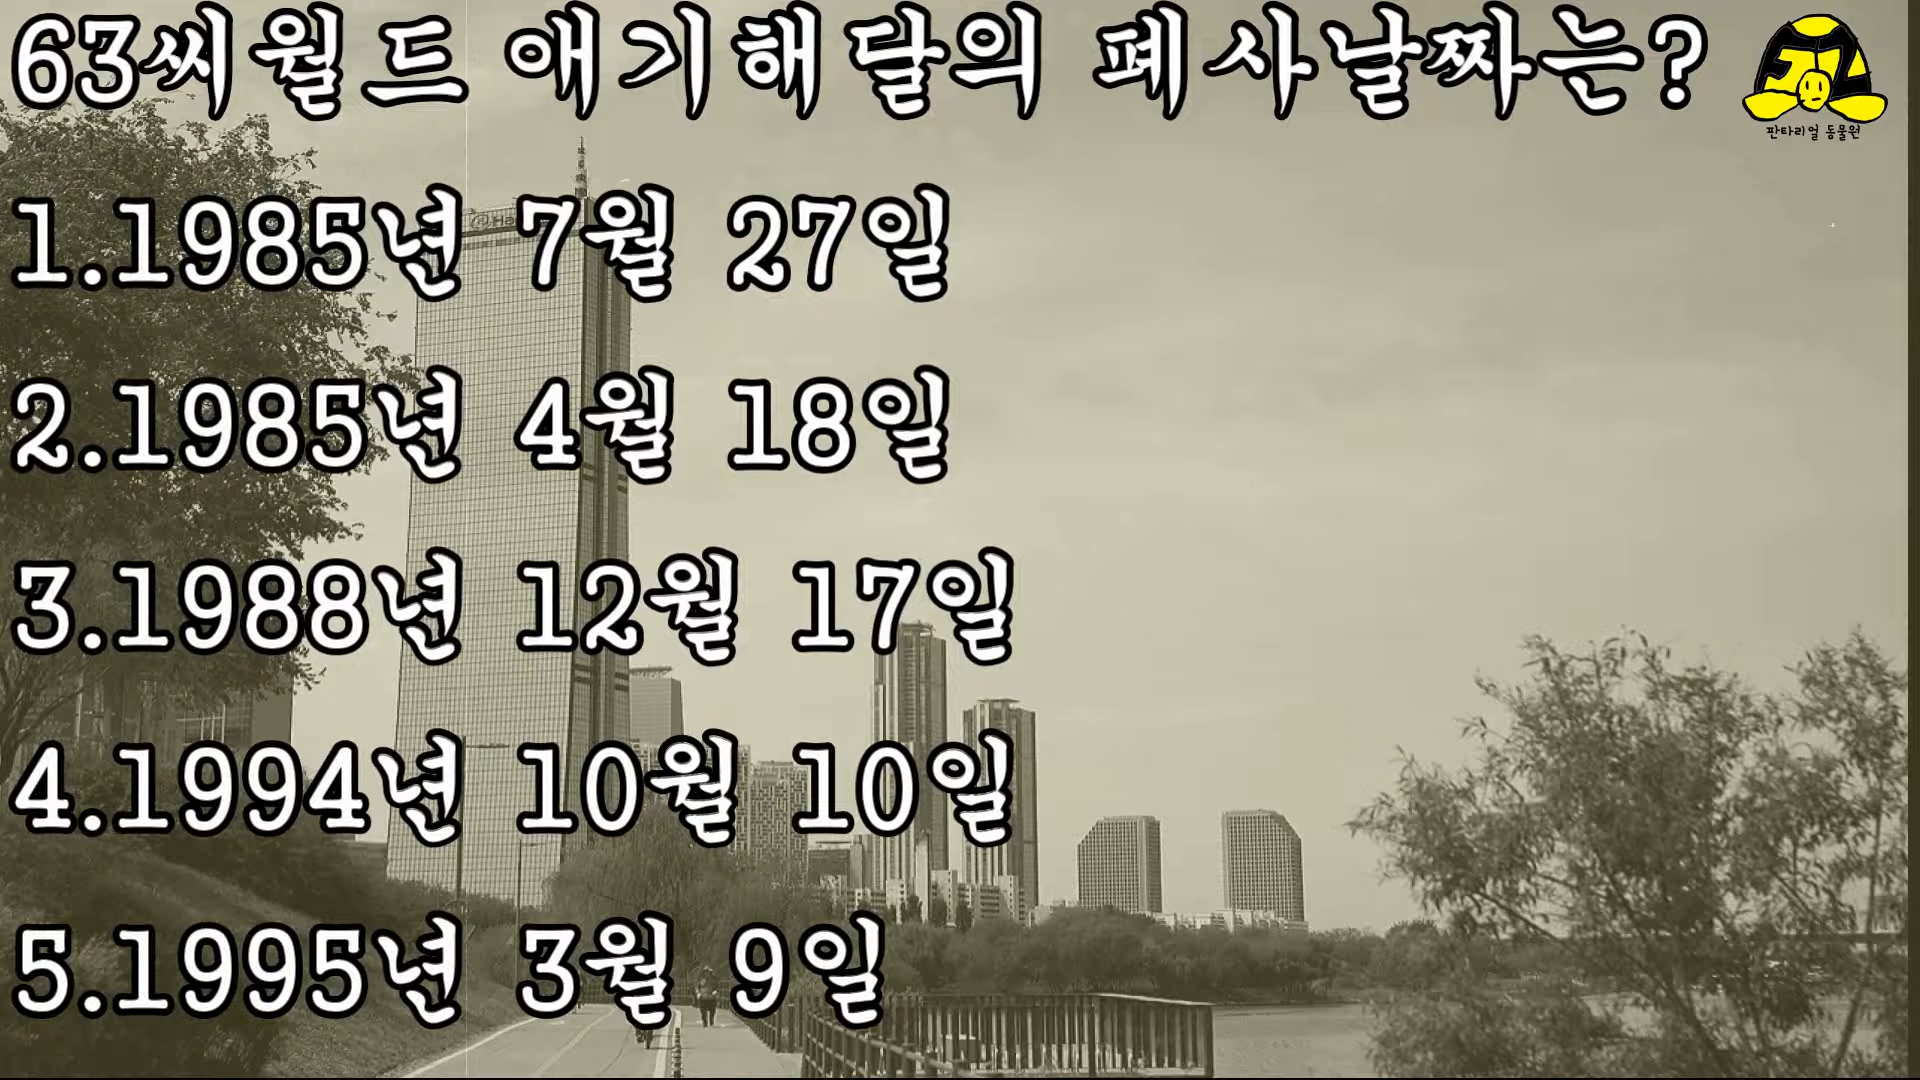 63씨월드 애기해달의 폐사날짜는?
판타리얼 동물원
1.1985년 7월 27일
2.1985년 4월 18일
3.1988년 12월 17일
4.1994년 10월 10일
5.1995년 3월 9일